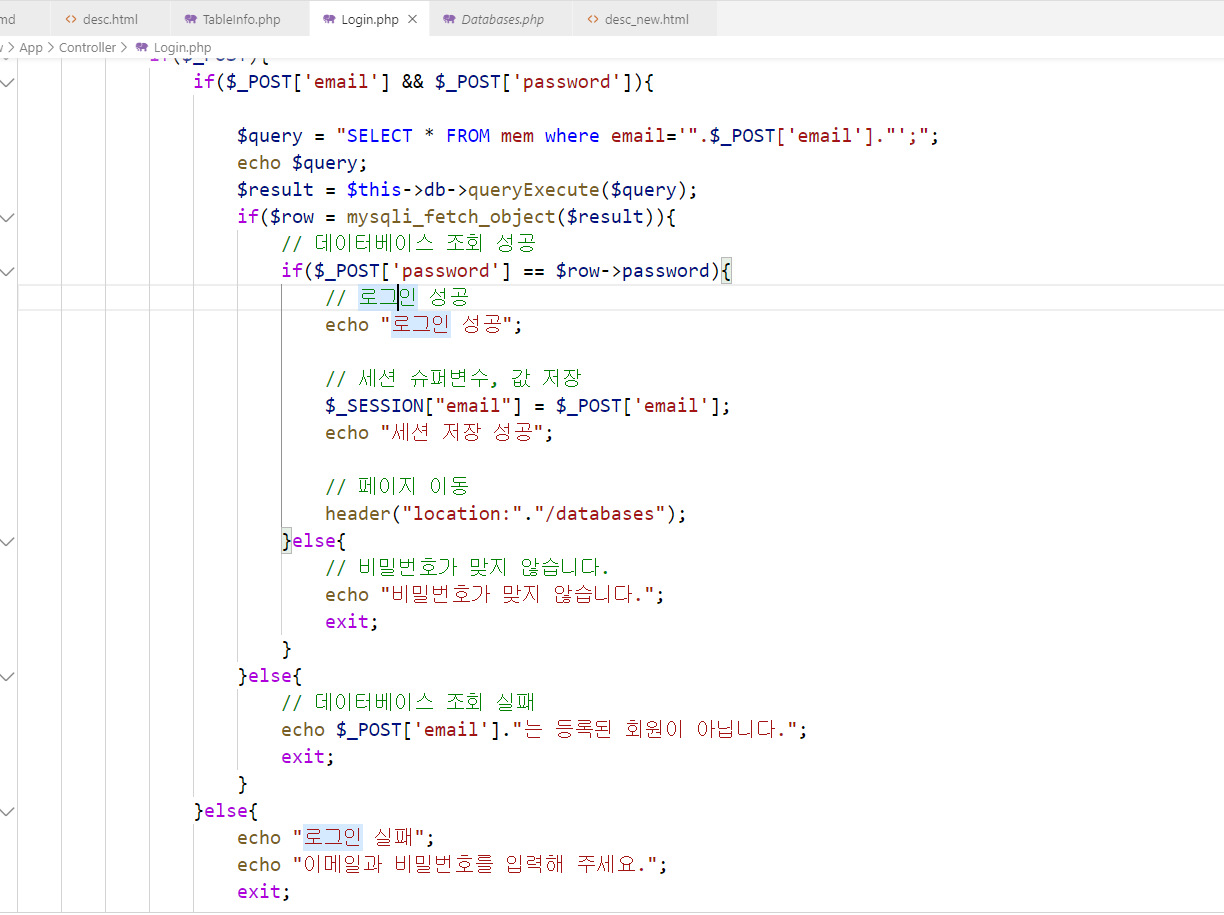 md desc.html TableInfo.php Login.php Databases.php desc_new.html
App > Controller > Login.php
if($_POST){
if($_POST['email'] && $_POST['password']){
$query = "SELECT * FROM mem where email='".$_POST['email']."';";
echo $query;
$result = $this->db->queryExecute($query);
if($row = mysqli_fetch_object($result)){
// 데이터베이스 조회 성공
if($_POST['password'] == $row->password){
// 로그인 성공
echo "로그인 성공";
// 세션 슈퍼변수, 값 저장
$_SESSION["email"] = $_POST['email'];
echo "세션 저장 성공";
// 페이지 이동
header("location:"."/databases");
}else{
// 비밀번호가 맞지 않습니다.
echo "비밀번호가 맞지 않습니다.";
exit;
}
}else{
// 데이터베이스 조회 실패
echo $_POST['email']."는 등록된 회원이 아닙니다.";
exit;
}
}else{
echo "로그인 실패";
echo "이메일과 비밀번호를 입력해 주세요.";
exit;